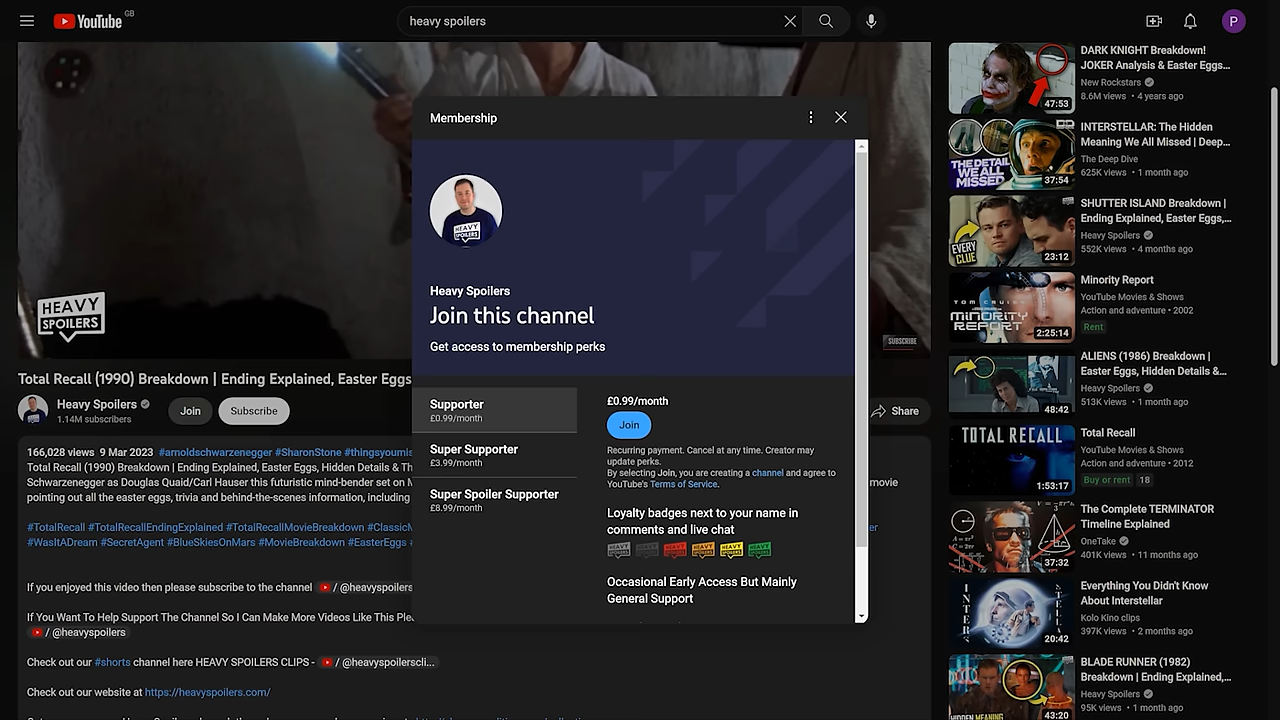 YouTube GB
heavy spoilers
P
HEAVY
SPOILERS
SUBSCRIBE
Total Recall (1990) Breakdown | Ending Explained, Easter Eggs
Heavy Spoilers
1.14M subscribers
Join
Subscribe
Share
166,028 views 9 Mar 2023 #arnoldschwarzenegger #SharonStone #thingsyoumis
Total Recall (1990) Breakdown | Ending Explained, Easter Eggs, Hidden Details & Th
Schwarzenegger as Douglas Quaid/Carl Hauser this futuristic mind-bender set on M
movie
pointing out all the easter eggs, trivia and behind-the-scenes information, including
#TotalRecall #TotalRecallEndingExplained #TotalRecallMovieBreakdown #ClassicM
er
#WasItADream #SecretAgent #BlueSkiesOnMars #MovieBreakdown #EasterEggs #
If you enjoyed this video then please subscribe to the channel / @heavyspoilers
If You Want To Help Support The Channel So I Can Make More Videos Like This Ple
/ @heavyspoilers
Check out our #shorts channel here HEAVY SPOILERS CLIPS - / @heavyspoilerscli...
Check out our website at https://heavyspoilers.com/
Membership
HEAVY
SPOILERS
Heavy Spoilers
Join this channel
Get access to membership perks
Supporter
£0.99/month
Super Supporter
£3.99/month
Super Spoiler Supporter
£8.99/month
£0.99/month
Join
Recurring payment. Cancel at any time. Creator may
update perks.
By selecting Join, you are creating a channel and agree to
YouTube's Terms of Service.
Loyalty badges next to your name in
comments and live chat
Occasional Early Access But Mainly
General Support
47:53
DARK KNIGHT Breakdown!
JOKER Analysis & Easter Eggs...
New Rockstars
8.6M views • 4 years ago
THE DETAIL
WE ALL
MISSED
37:54
INTERSTELLAR: The Hidden
Meaning We All Missed | Deep...
The Deep Dive
625K views • 1 month ago
EVERY
CLUE
23:12
SHUTTER ISLAND Breakdown |
Ending Explained, Easter Eggs,...
Heavy Spoilers
552K views • 4 months ago
TOM CRUISE
MINORITY
REPORT
2:25:14
Minority Report
YouTube Movies & Shows
Action and adventure • 2002
Rent
48:42
ALIENS (1986) Breakdown |
Easter Eggs, Hidden Details &...
Heavy Spoilers
513K views • 1 month ago
TOTAL RECALL
1:53:17
Total Recall
YouTube Movies & Shows
Action and adventure • 2012
Buy or rent 18
37:32
The Complete TERMINATOR
Timeline Explained
OneTake
401K views • 11 months ago
INTER
STELLA
20:42
Everything You Didn't Know
About Interstellar
Kolo Kino clips
397K views • 2 months ago
HIDDEN MEANING
43:20
BLADE RUNNER (1982)
Breakdown | Ending Explained,...
Heavy Spoilers
95K views • 1 month ago